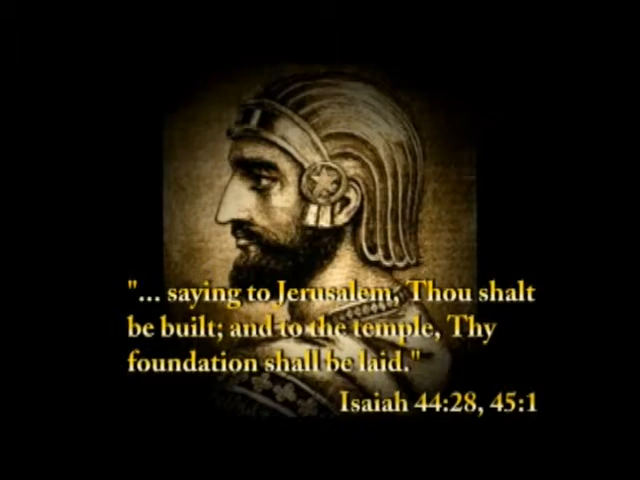 "... saying to Jerusalem, Thou shalt
be built; and to the temple, Thy
foundation shall be laid."
Isaiah 44:28, 45:1